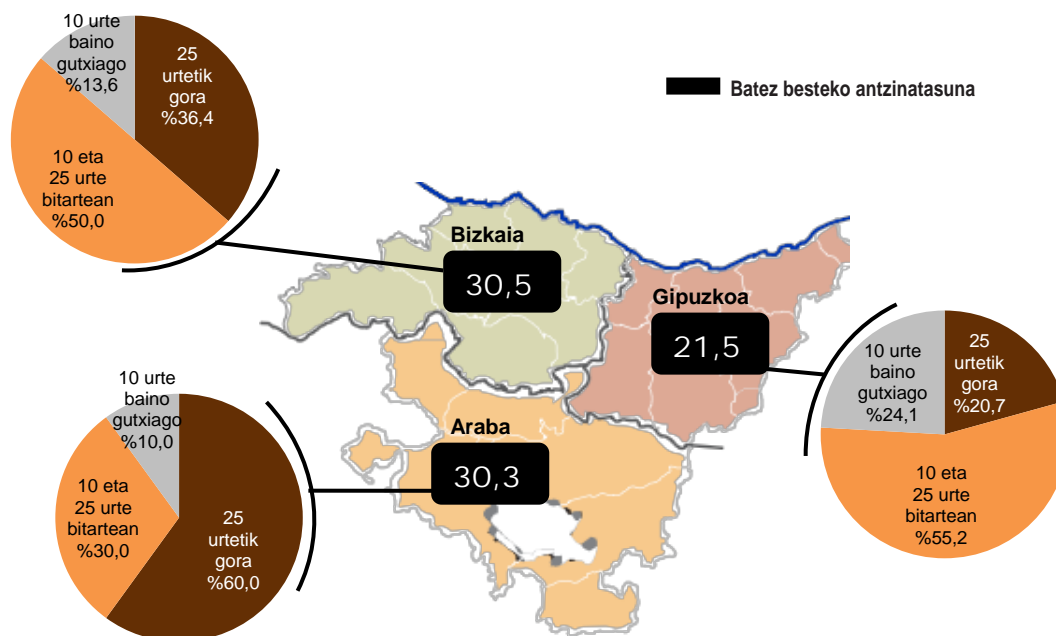 10 urte
baino
gutxiago
%13,6
25
urtetik
gora
%36,4
10 eta
25 urte
bitartean
%50,0
Batez besteko antzinatasuna
Bizkaia
30,5
Gipuzkoa
21,5
10 urte
baino
gutxiago
%24,1
25
urtetik
gora
%20,7
10 eta
25 urte
bitartean
%55,2
Araba
30,3
10 urte
baino
gutxiago
%10,0
10 eta
25 urte
bitartean
%30,0
25
urtetik
gora
%60,0